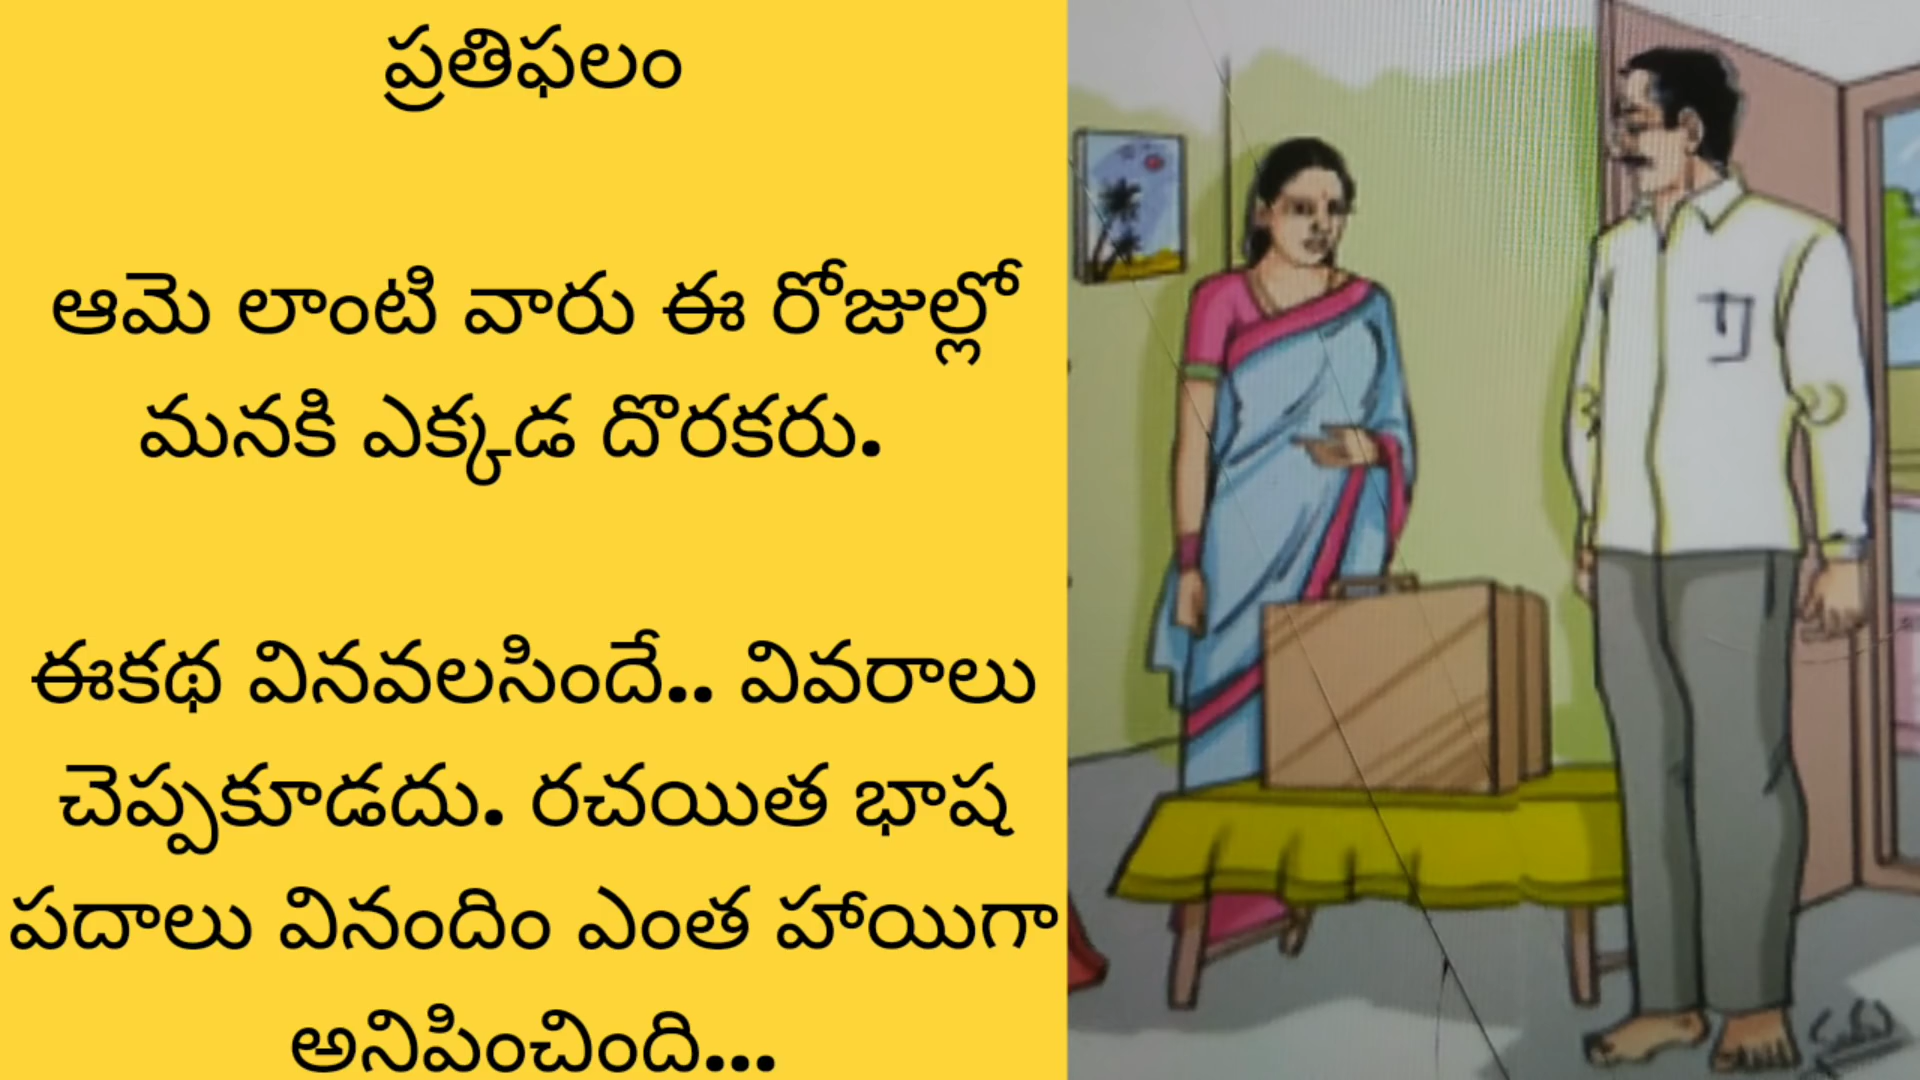 ప్రతిఫలం
ఆమె లాంటి వారు ఈ రోజుల్లో
మనకి ఎక్కడ దొరకరు.
ఈకథ వినవలసిందే.. వివరాలు
చెప్పకూడదు. రచయిత భాష
పదాలు వినందిం ఎంత హాయిగా
అనిపించింది...